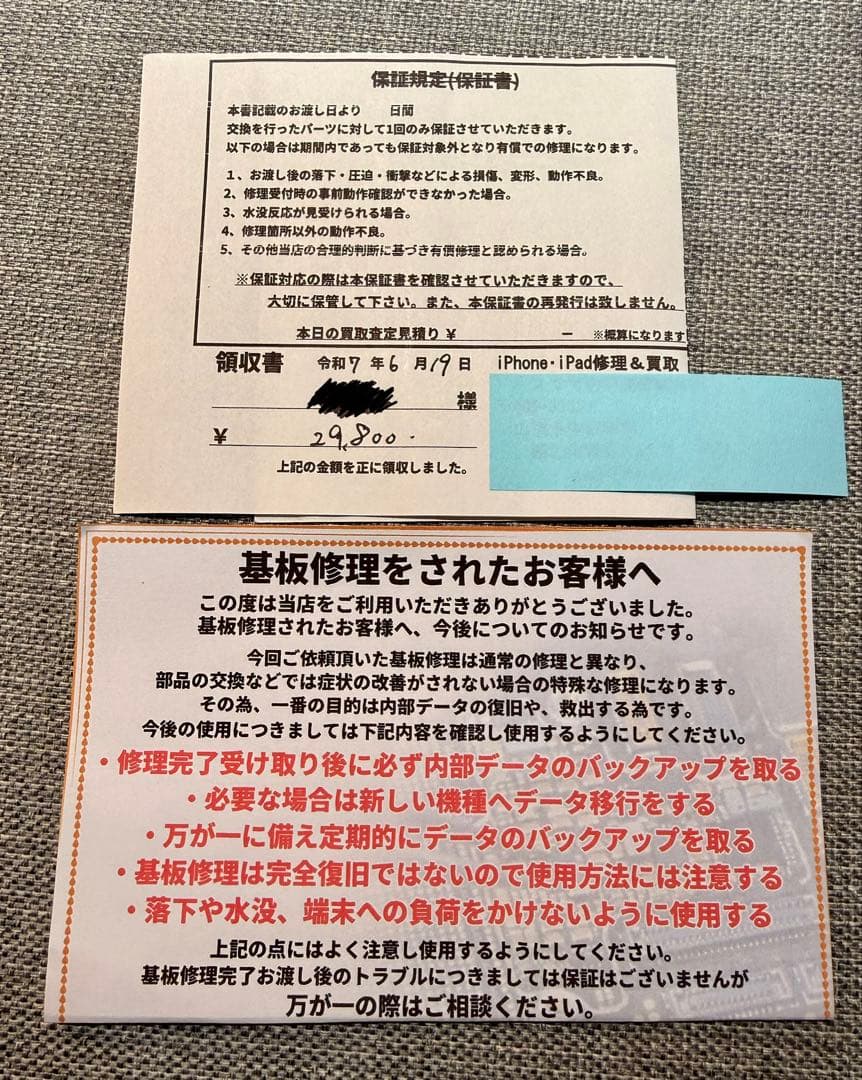 保証規定(保証書)
本書記載のお渡し日より　　日間
交換を行ったパーツに対して1回のみ保証させていただきます。
以下の場合は期間内であっても保証対象外となり有償での修理になります。
1、お渡し後の落下・圧迫・衝撃などによる損傷、変形、動作不良。
2、修理受付時の事前動作確認ができなかった場合。
3、水没反応が見受けられる場合。
4、修理箇所以外の動作不良。
5、その他当店の合理的判断に基づき有償修理と認められる場合。
※保証対応の際は本保証書を確認させていただきますので、
大切に保管して下さい。また、本保証書の再発行は致しません。
本日の買取査定見積り ¥　　ー　※概算になります
領収書　令和 7 年 6 月 19 日　iPhone・iPad修理＆買取
様
¥ 29,800.
上記の金額を正に領収しました。
基板修理をされたお客様へ
この度は当店をご利用いただきありがとうございました。
基板修理されたお客様へ、今後についてのお知らせです。
今回ご依頼頂いた基板修理は通常の修理と異なり、
部品の交換などでは症状の改善がされない場合の特殊な修理になります。
その為、一番の目的は内部データの復旧や、救出する為です。
今後の使用につきましては下記内容を確認し使用するようにしてください。
・修理完了受け取り後に必ず内部データのバックアップを取る
・必要な場合は新しい機種へデータ移行をする
・万が一に備え定期的にデータのバックアップを取る
・基板修理は完全復旧ではないので使用方法には注意する
・落下や水没、端末への負荷をかけないように使用する
上記の点にはよく注意し使用するようにしてください。
基板修理完了お渡し後のトラブルにつきましては保証はございませんが
万が一の際はご相談ください。